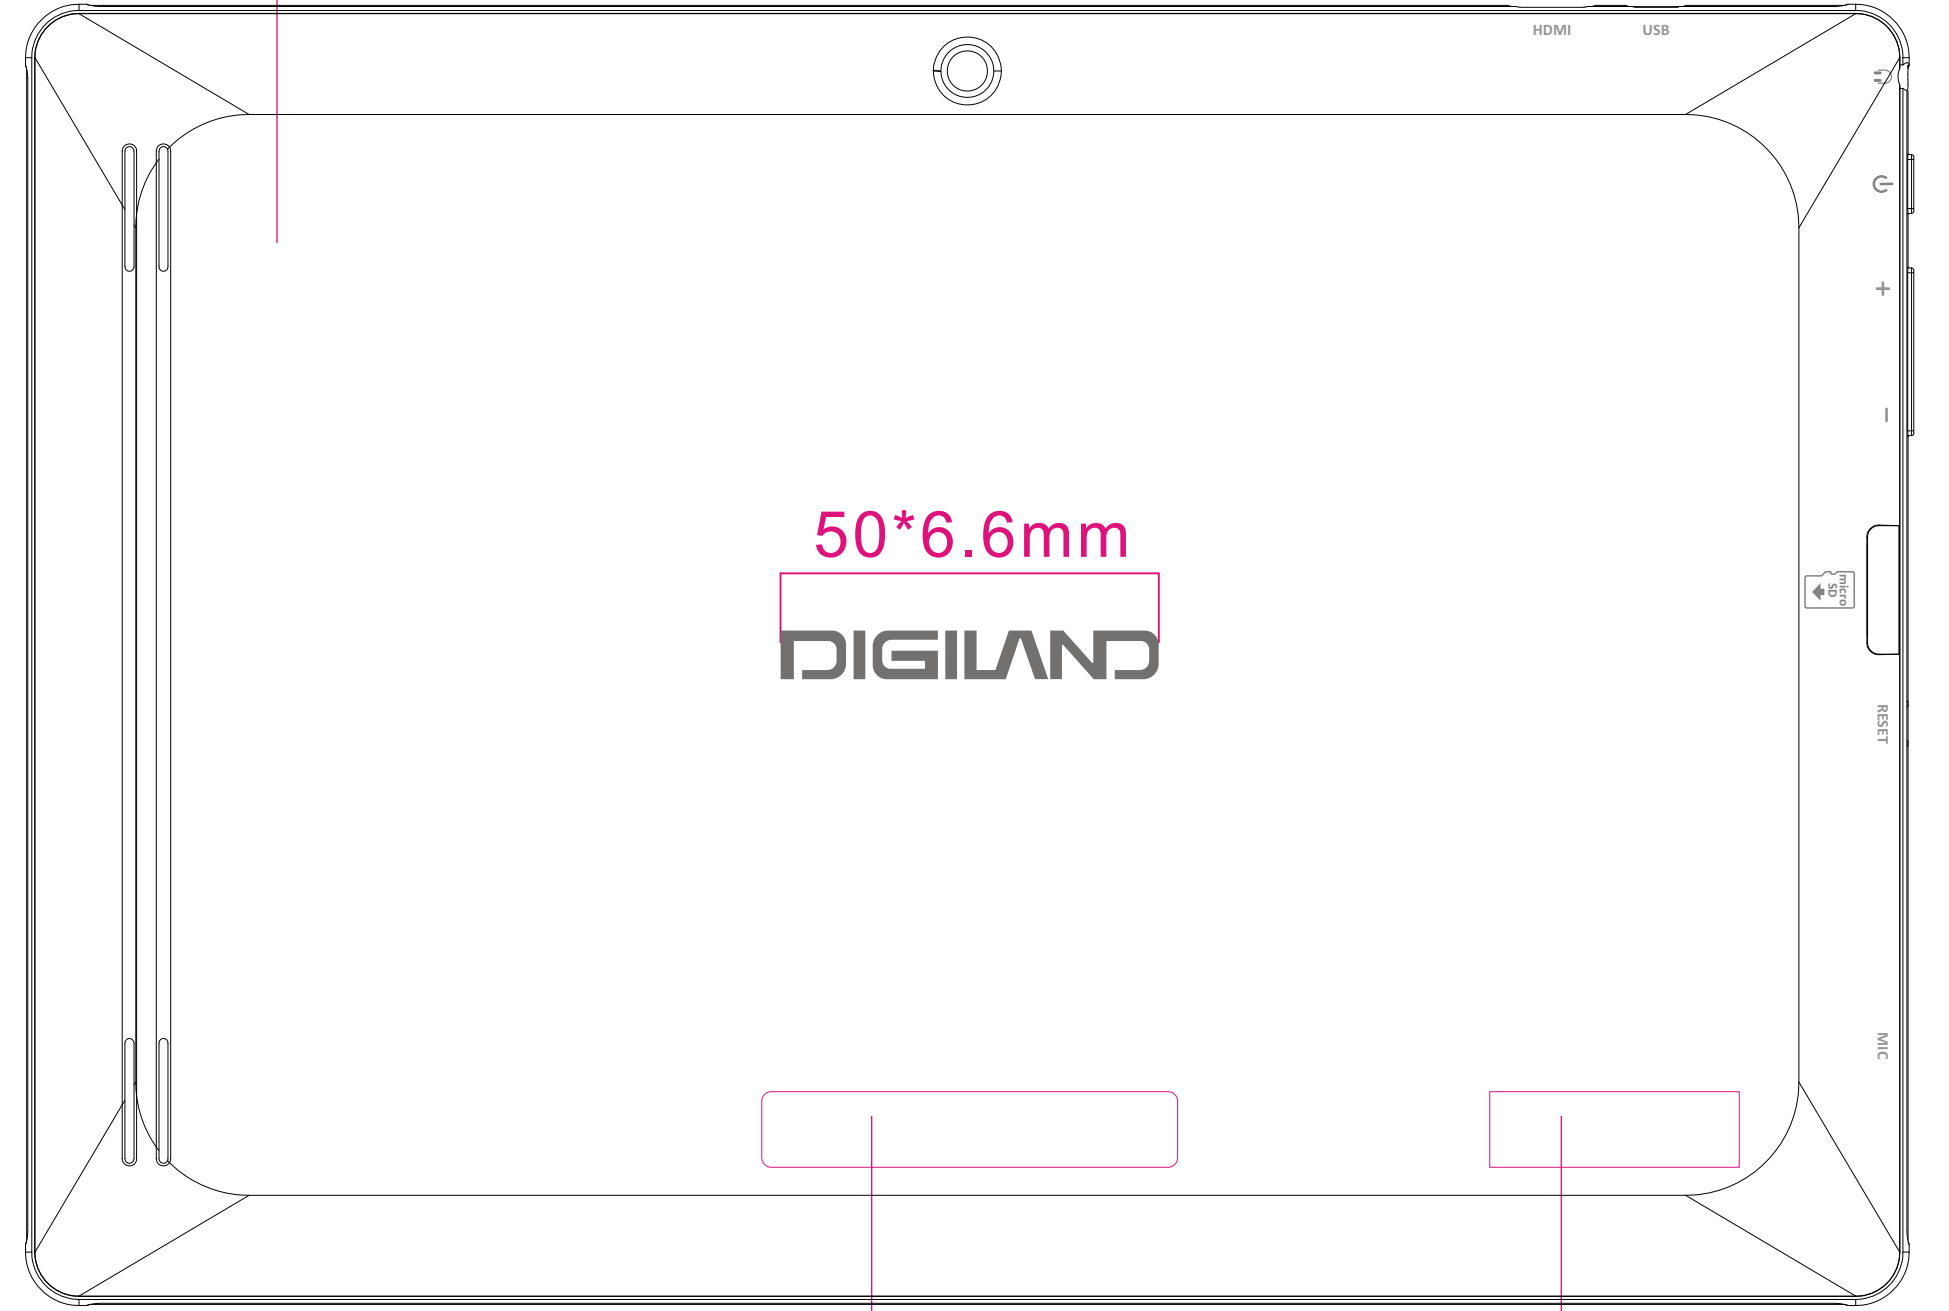 HDMI USB
50*6.6mm
DIGILAND
+
-
micro
SD
RESET
MIC